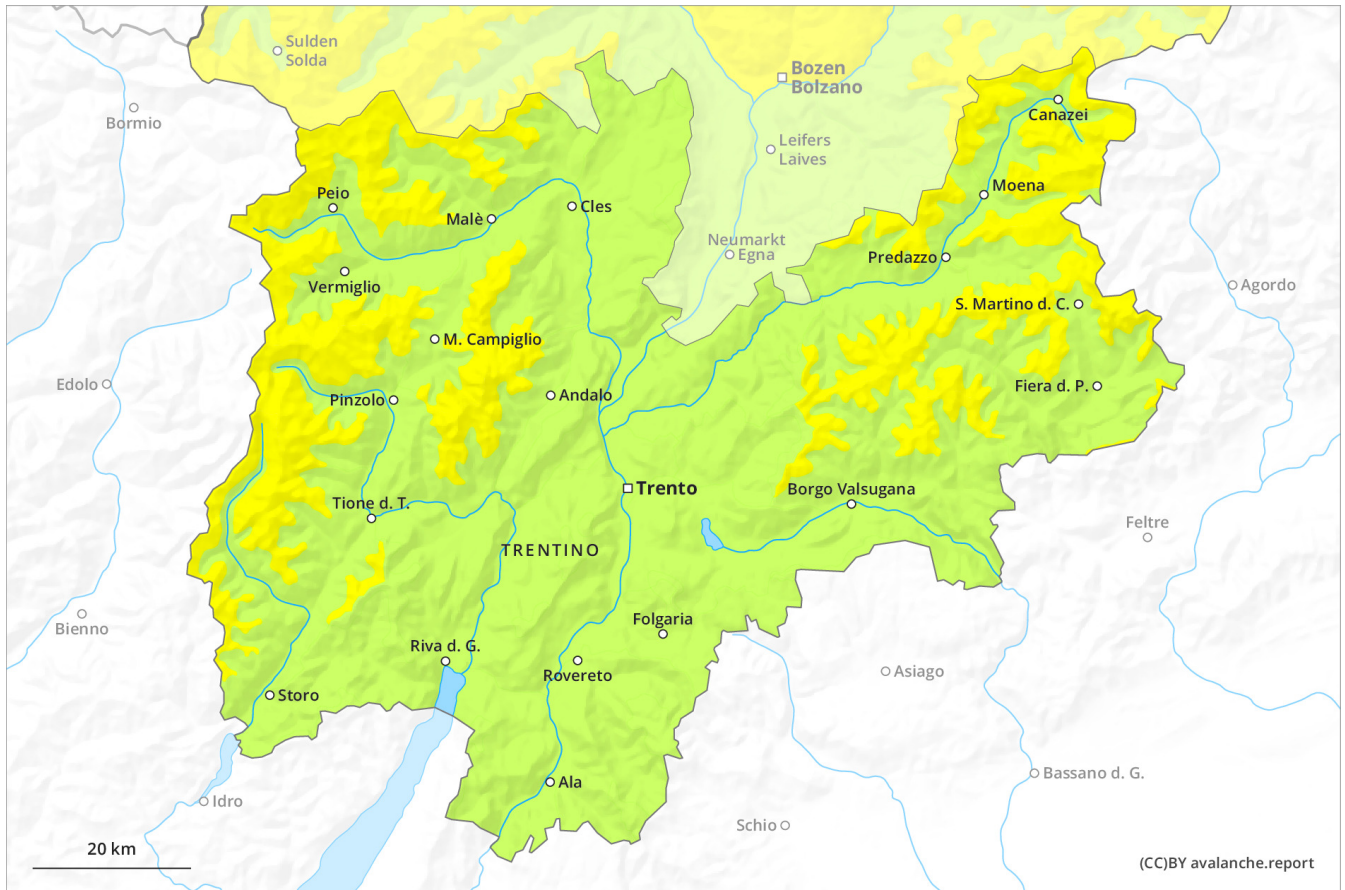 Sulden
Solda
Bozen
Bolzano
Bormio
Canazei
Leifers
Laives
Moena
Peio
Cles
Malè
Neumarkt
Egna
Predazzo
Vermiglio
Agordo
S. Martino d. C.
M. Campiglio
Edolo
Fiera d. P.
Pinzolo
Andalo
Trento
Borgo Valsugana
Tione d. T.
Feltre
TRENTINO
Bienno
Folgaria
Riva d. G.
Rovereto
Asiago
Storo
Bassano d. G.
Ala
Idro
Schio
20 km
(CC)BY avalanche.report